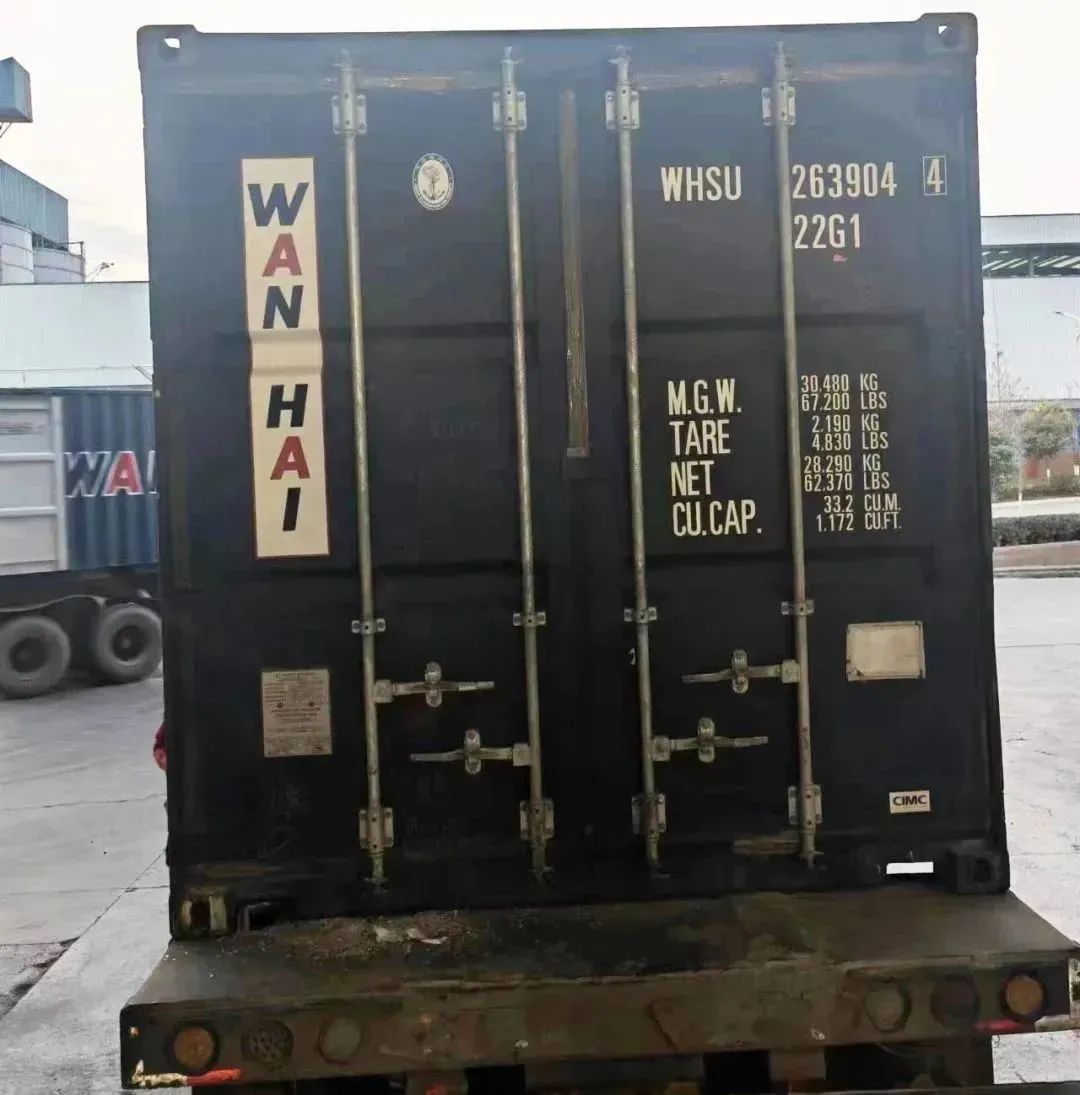 WAN HAI
WHSU 263904 4
22G1
M.G.W. 30.480 KG
67.200 LBS
TARE 2.190 KG
4.830 LBS
NET 28.290 KG
62.370 LBS
CU.CAP. 33.2 CU.M.
1.172 CU.FT.
CIMC